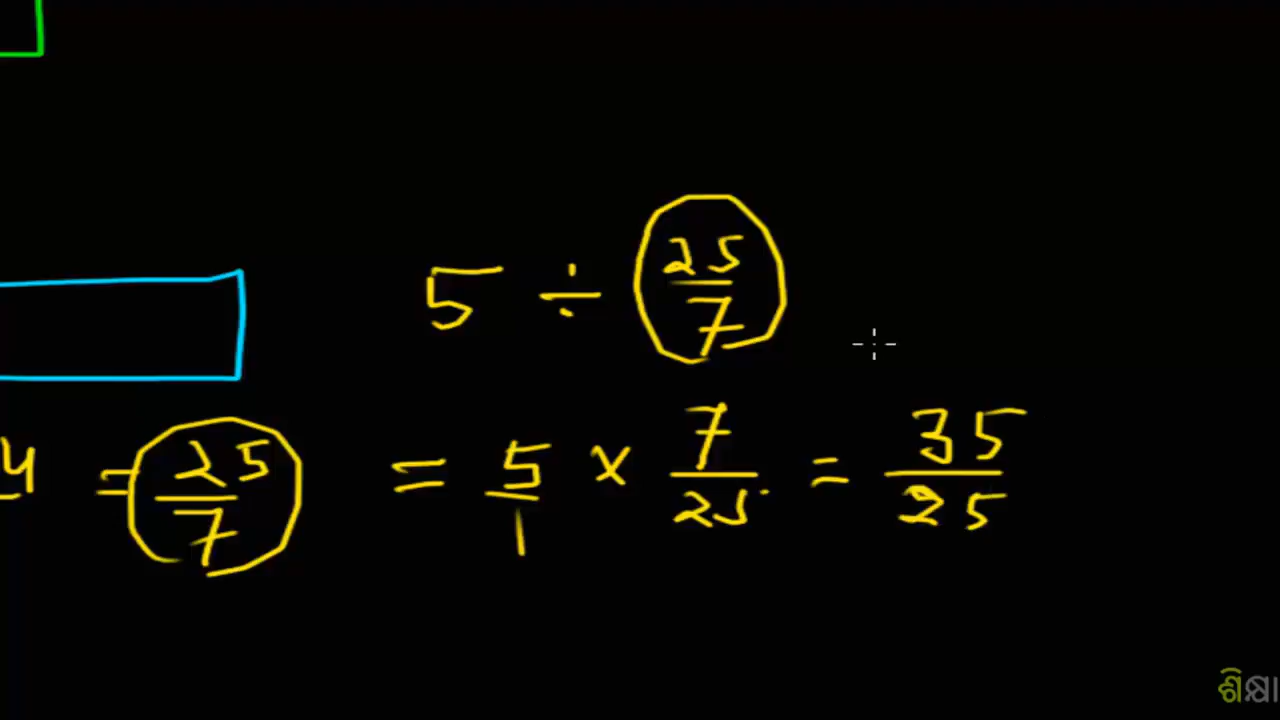 5 ÷ 25/7
4 = 25/7 = 5/1 × 7/25 = 35/25
ଶିକ୍ଷା